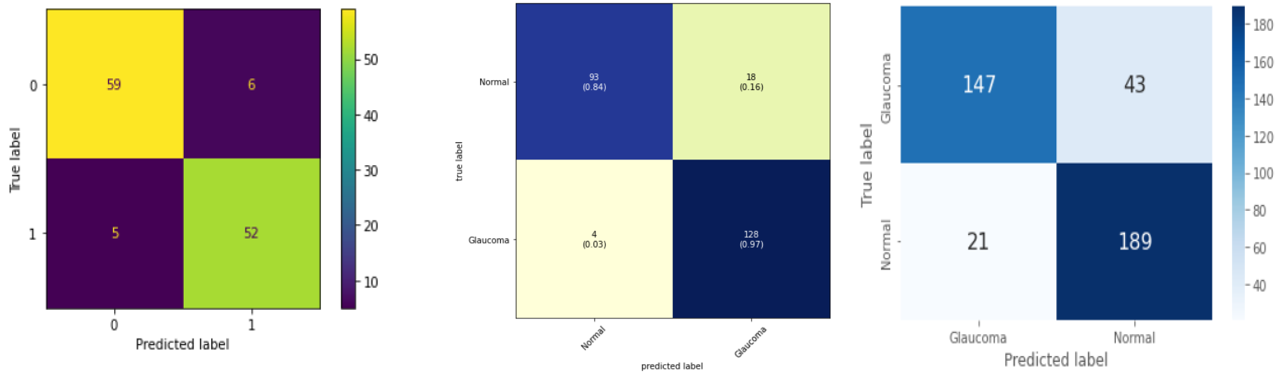 0
59
6
1
5
52
0
1
Predicted label
True label
50
40
30
20
10
Normal
93
(0.84)
18
(0.16)
Glaucoma
4
(0.03)
128
(0.97)
Normal
Glaucoma
predicted label
true label
Glaucoma
147
43
Normal
21
189
Glaucoma
Normal
Predicted label
True label
180
160
140
120
100
80
60
40